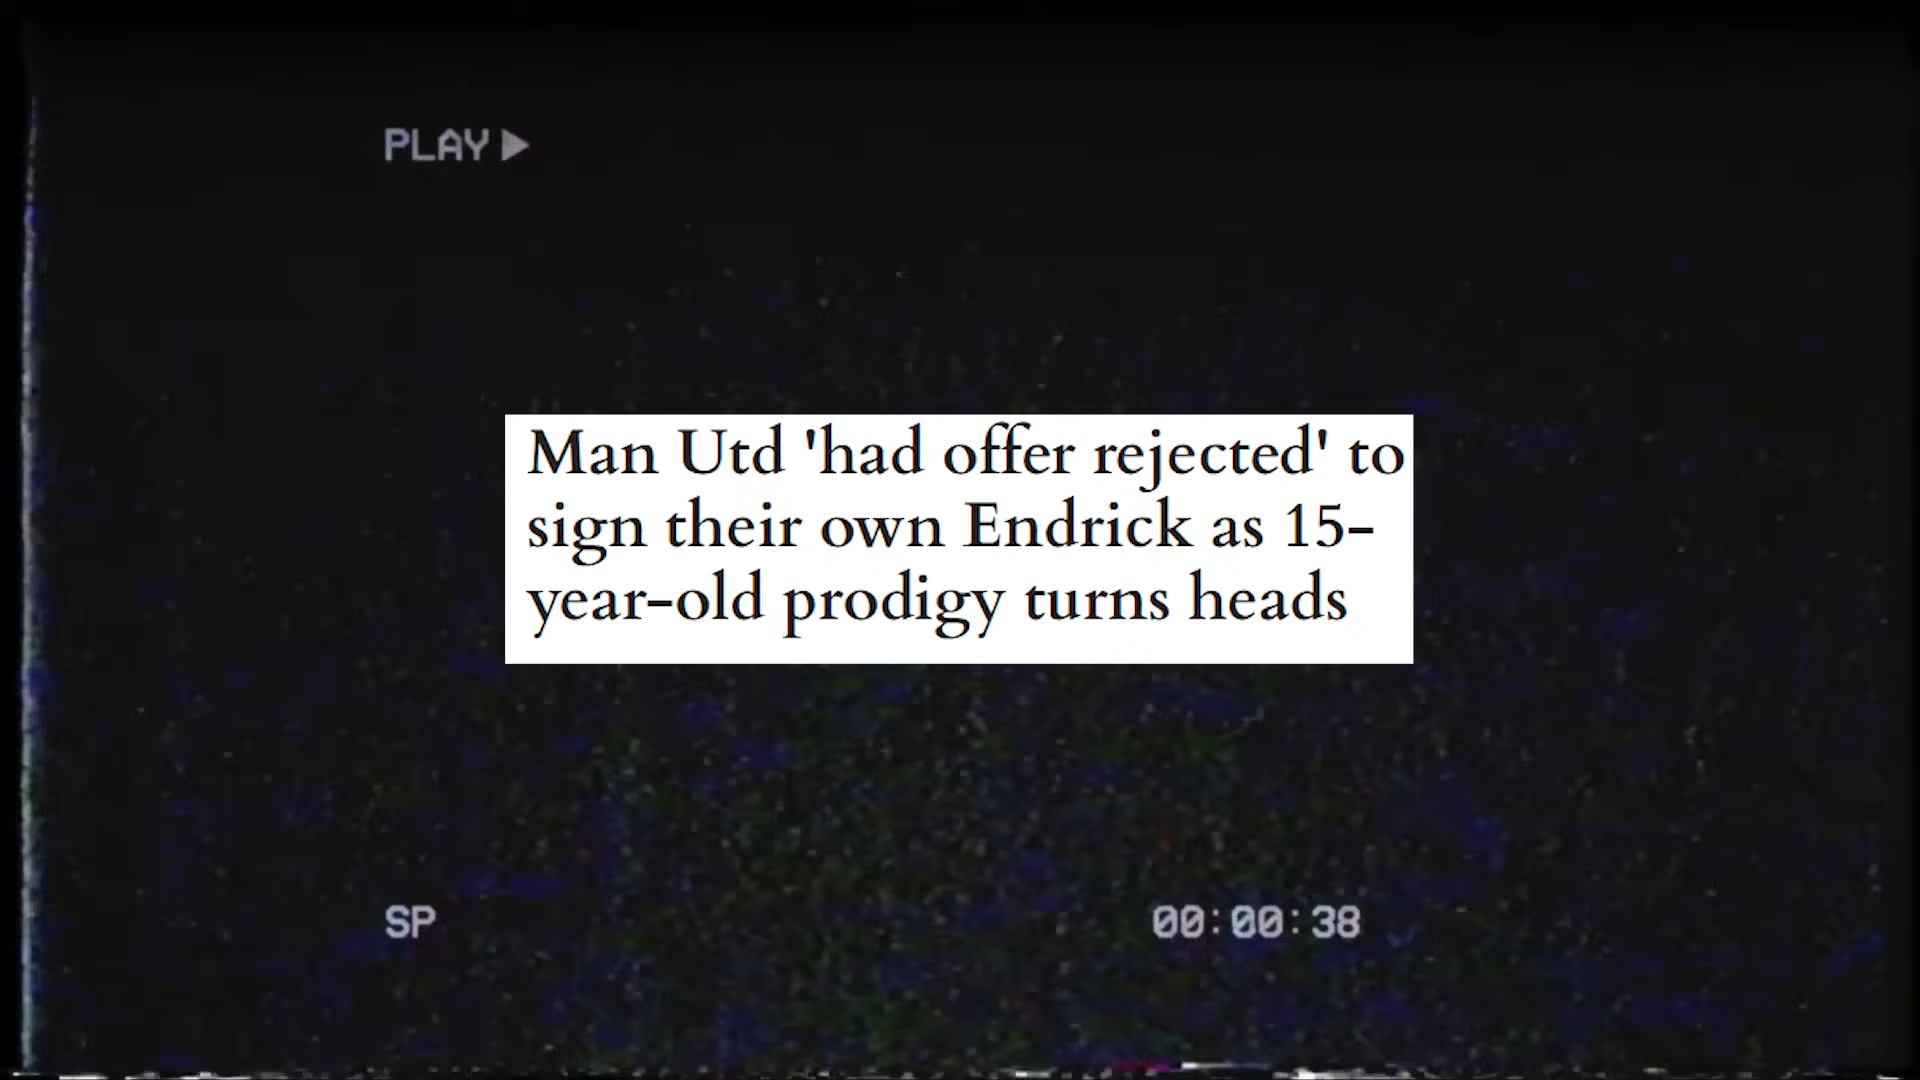 PLAY
Man Utd 'had offer rejected' to
sign their own Endrick as 15-
year-old prodigy turns heads
SP
00:00:38